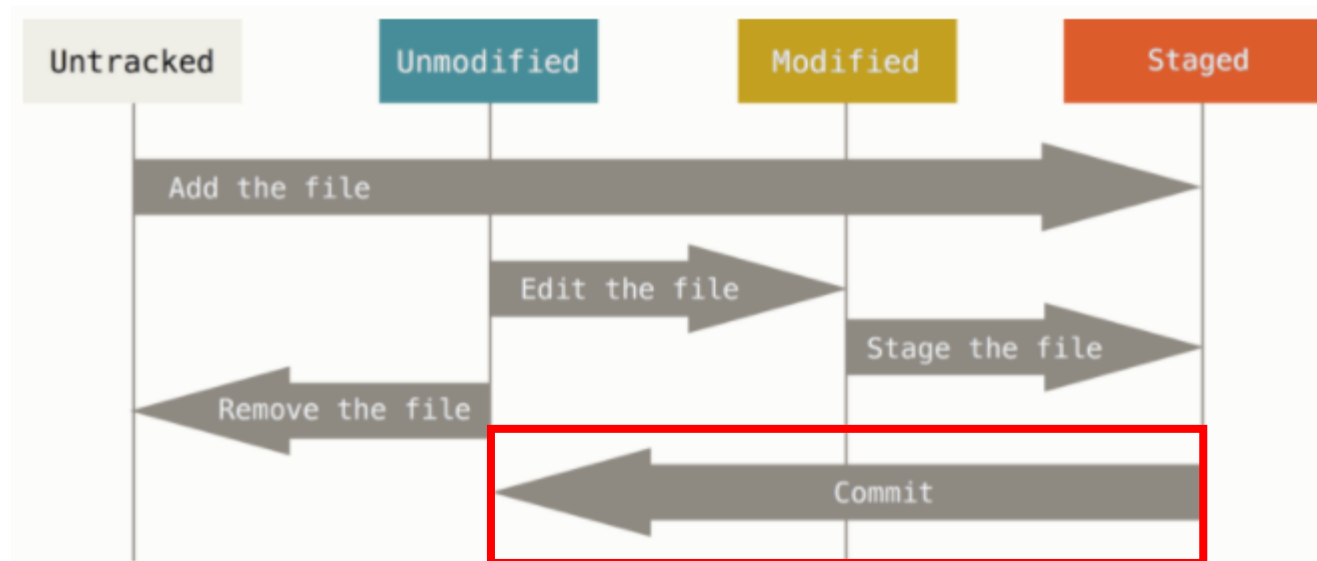 Untracked
Unmodified
Modified
Staged
Add the file
Edit the file
Stage the file
Remove the file
Commit